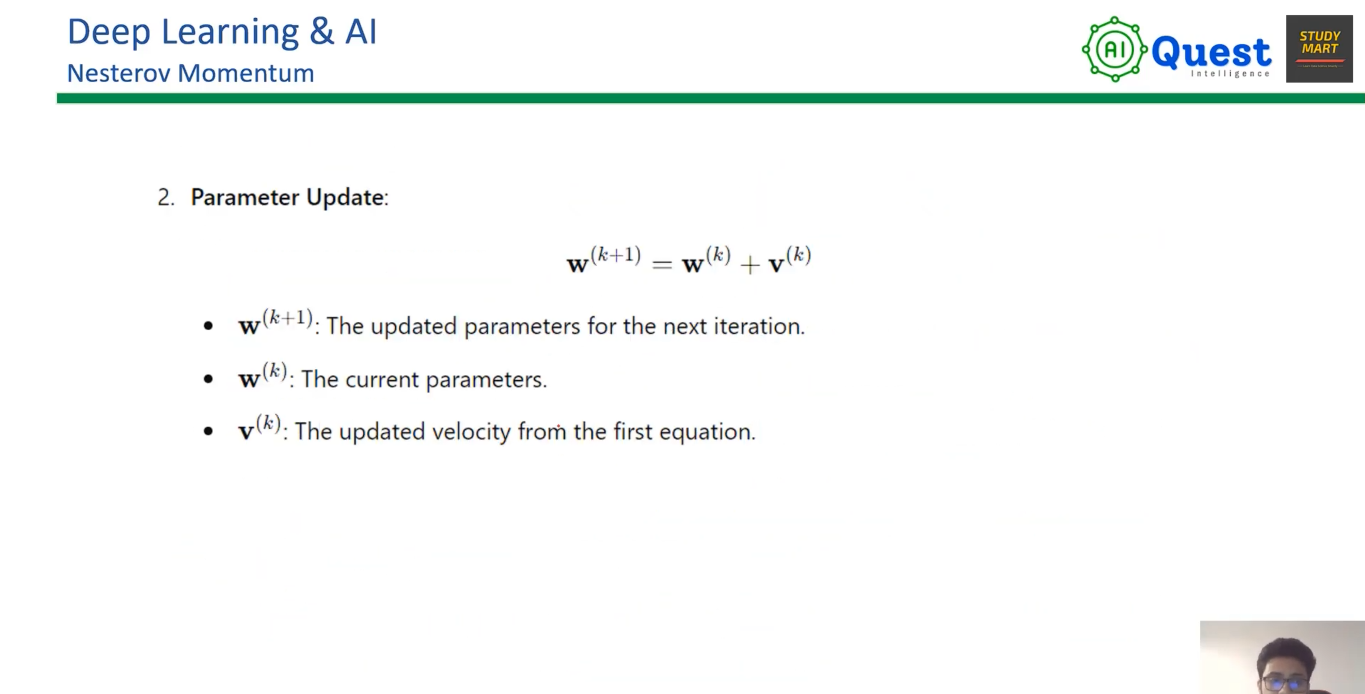 Deep Learning & AI
Nesterov Momentum
AI Quest
Intelligence
STUDY
MART
2. Parameter Update:
w^(k+1) = w^(k) + v^(k)
• w^(k+1): The updated parameters for the next iteration.
• w^(k): The current parameters.
• v^(k): The updated velocity from the first equation.